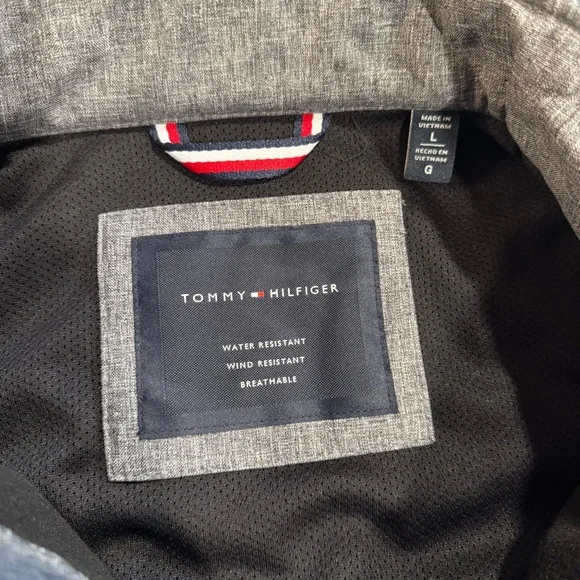 MADE IN
VIETNAM
L
HECHO EN
VIETNAM
G
TOMMY HILFIGER
WATER RESISTANT
WIND RESISTANT
BREATHABLE